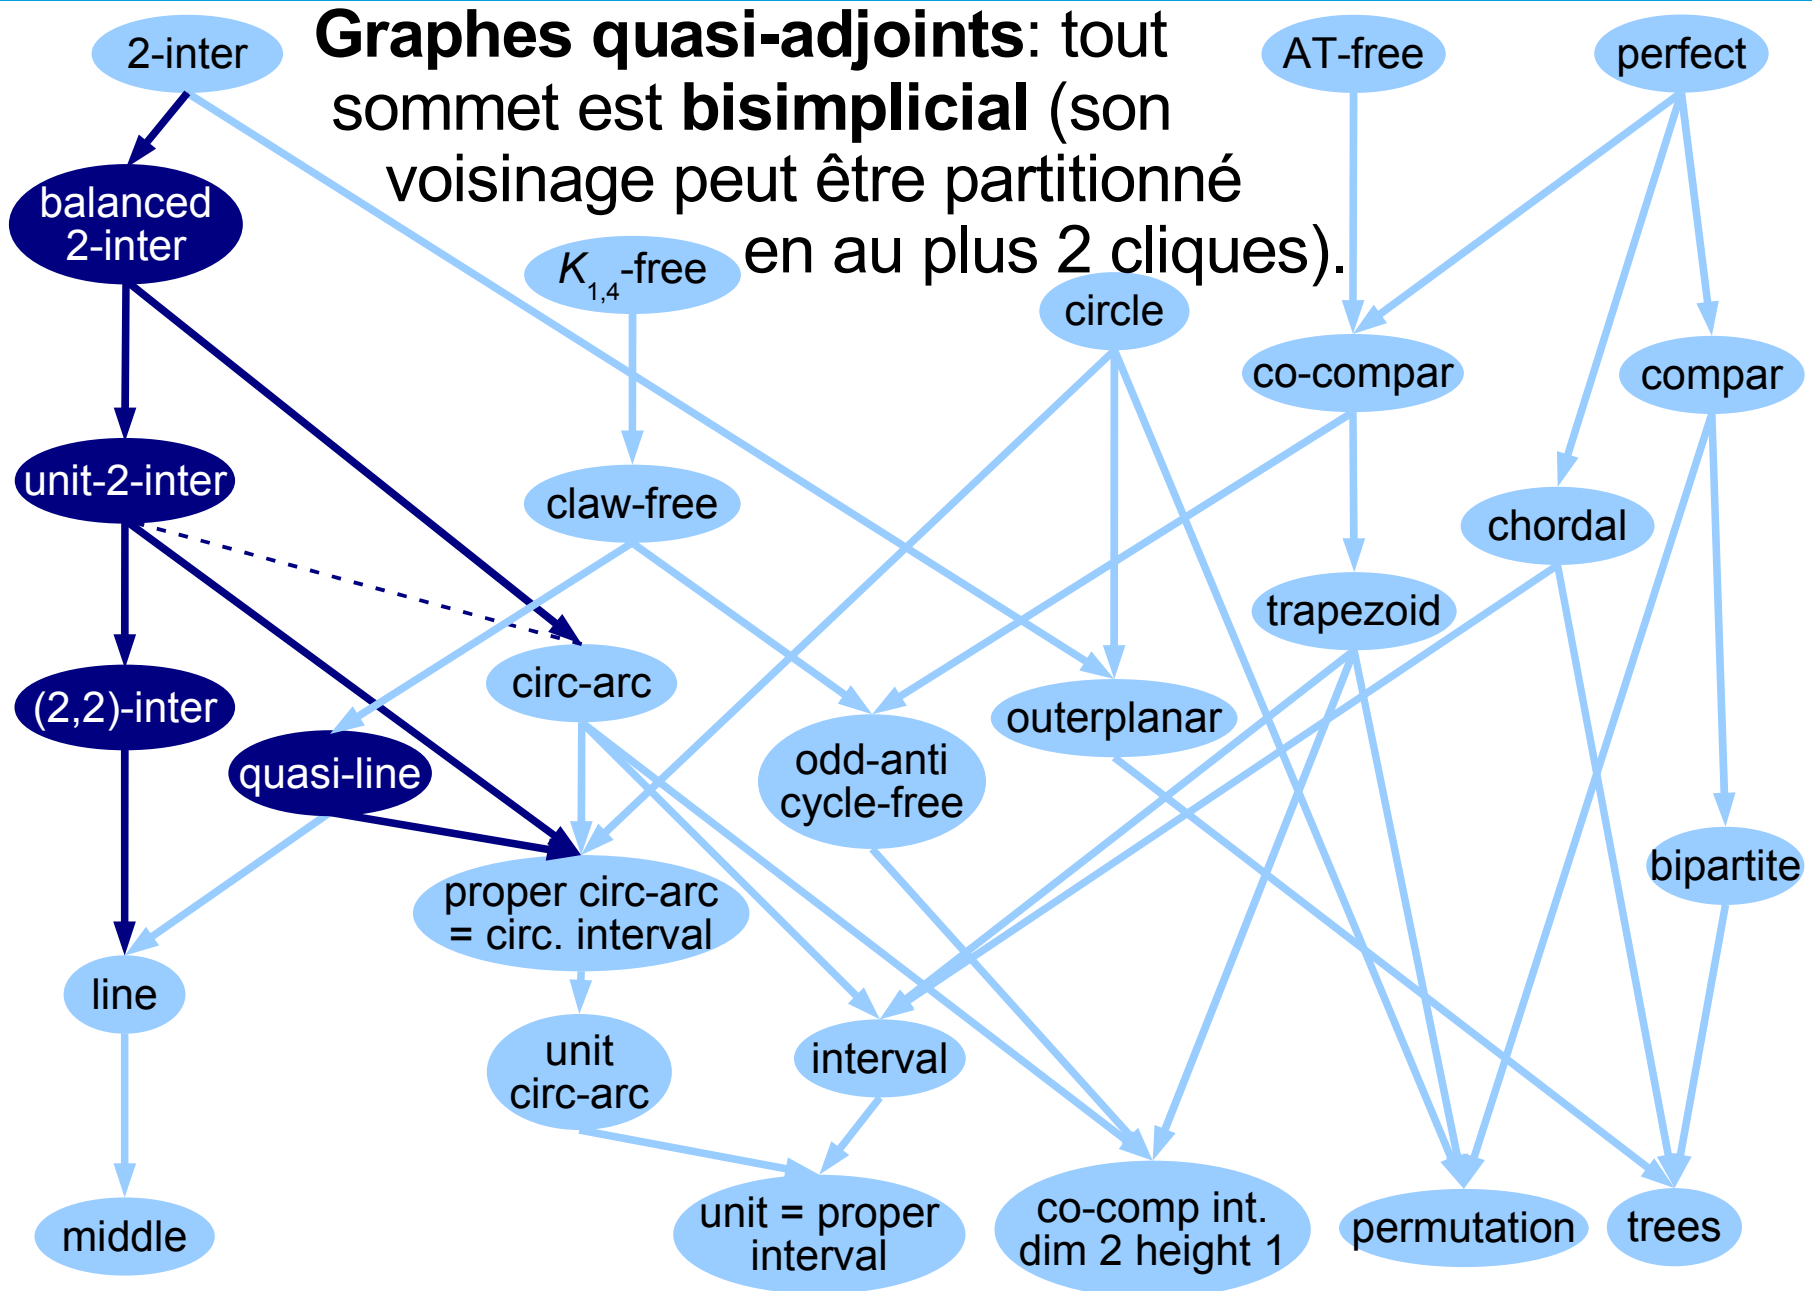 Graphes quasi-adjoints: tout
sommet est bisimplicial (son
voisinage peut être partitionné
en au plus 2 cliques).
2-inter
AT-free
perfect
balanced
2-inter
K1,4-free
circle
co-compar
compar
unit-2-inter
claw-free
chordal
trapezoid
(2,2)-inter
circ-arc
outerplanar
quasi-line
odd-anti
cycle-free
bipartite
proper circ-arc
= circ. interval
line
unit
circ-arc
interval
middle
unit = proper
interval
co-comp int.
dim 2 height 1
permutation
trees